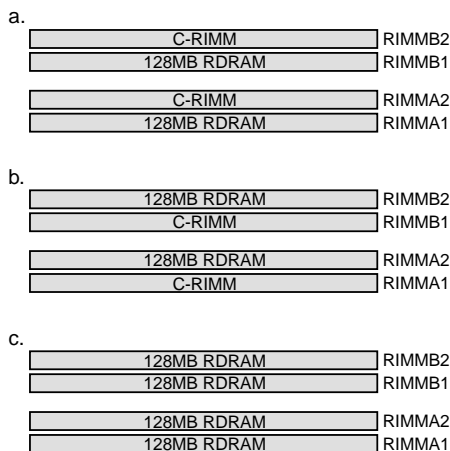 a.
C-RIMM RIMMB2
128MB RDRAM RIMMB1
C-RIMM RIMMA2
128MB RDRAM RIMMA1
b.
128MB RDRAM RIMMB2
C-RIMM RIMMB1
128MB RDRAM RIMMA2
C-RIMM RIMMA1
c.
128MB RDRAM RIMMB2
128MB RDRAM RIMMB1
128MB RDRAM RIMMA2
128MB RDRAM RIMMA1